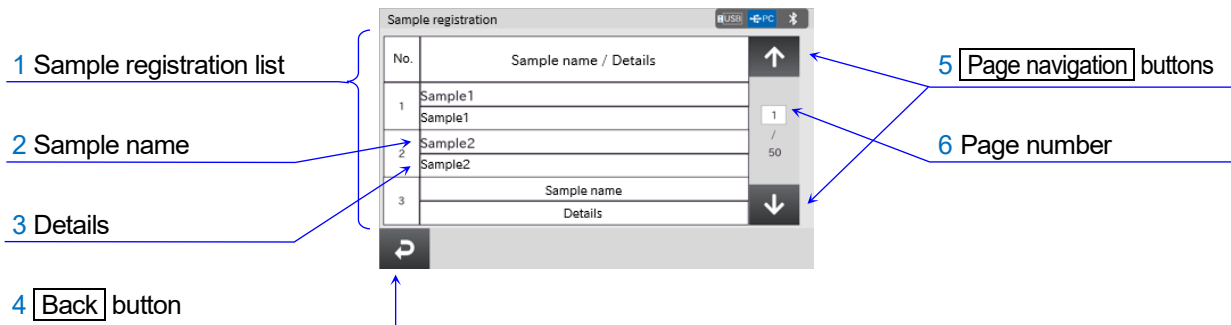 Sample registration
USB
PC
1 Sample registration list
No.
Sample name / Details
5 Page navigation buttons
1
Sample1
Sample1
1
/
50
2 Sample name
2
Sample2
Sample2
6 Page number
3
Sample name
Details
3 Details
4 Back button